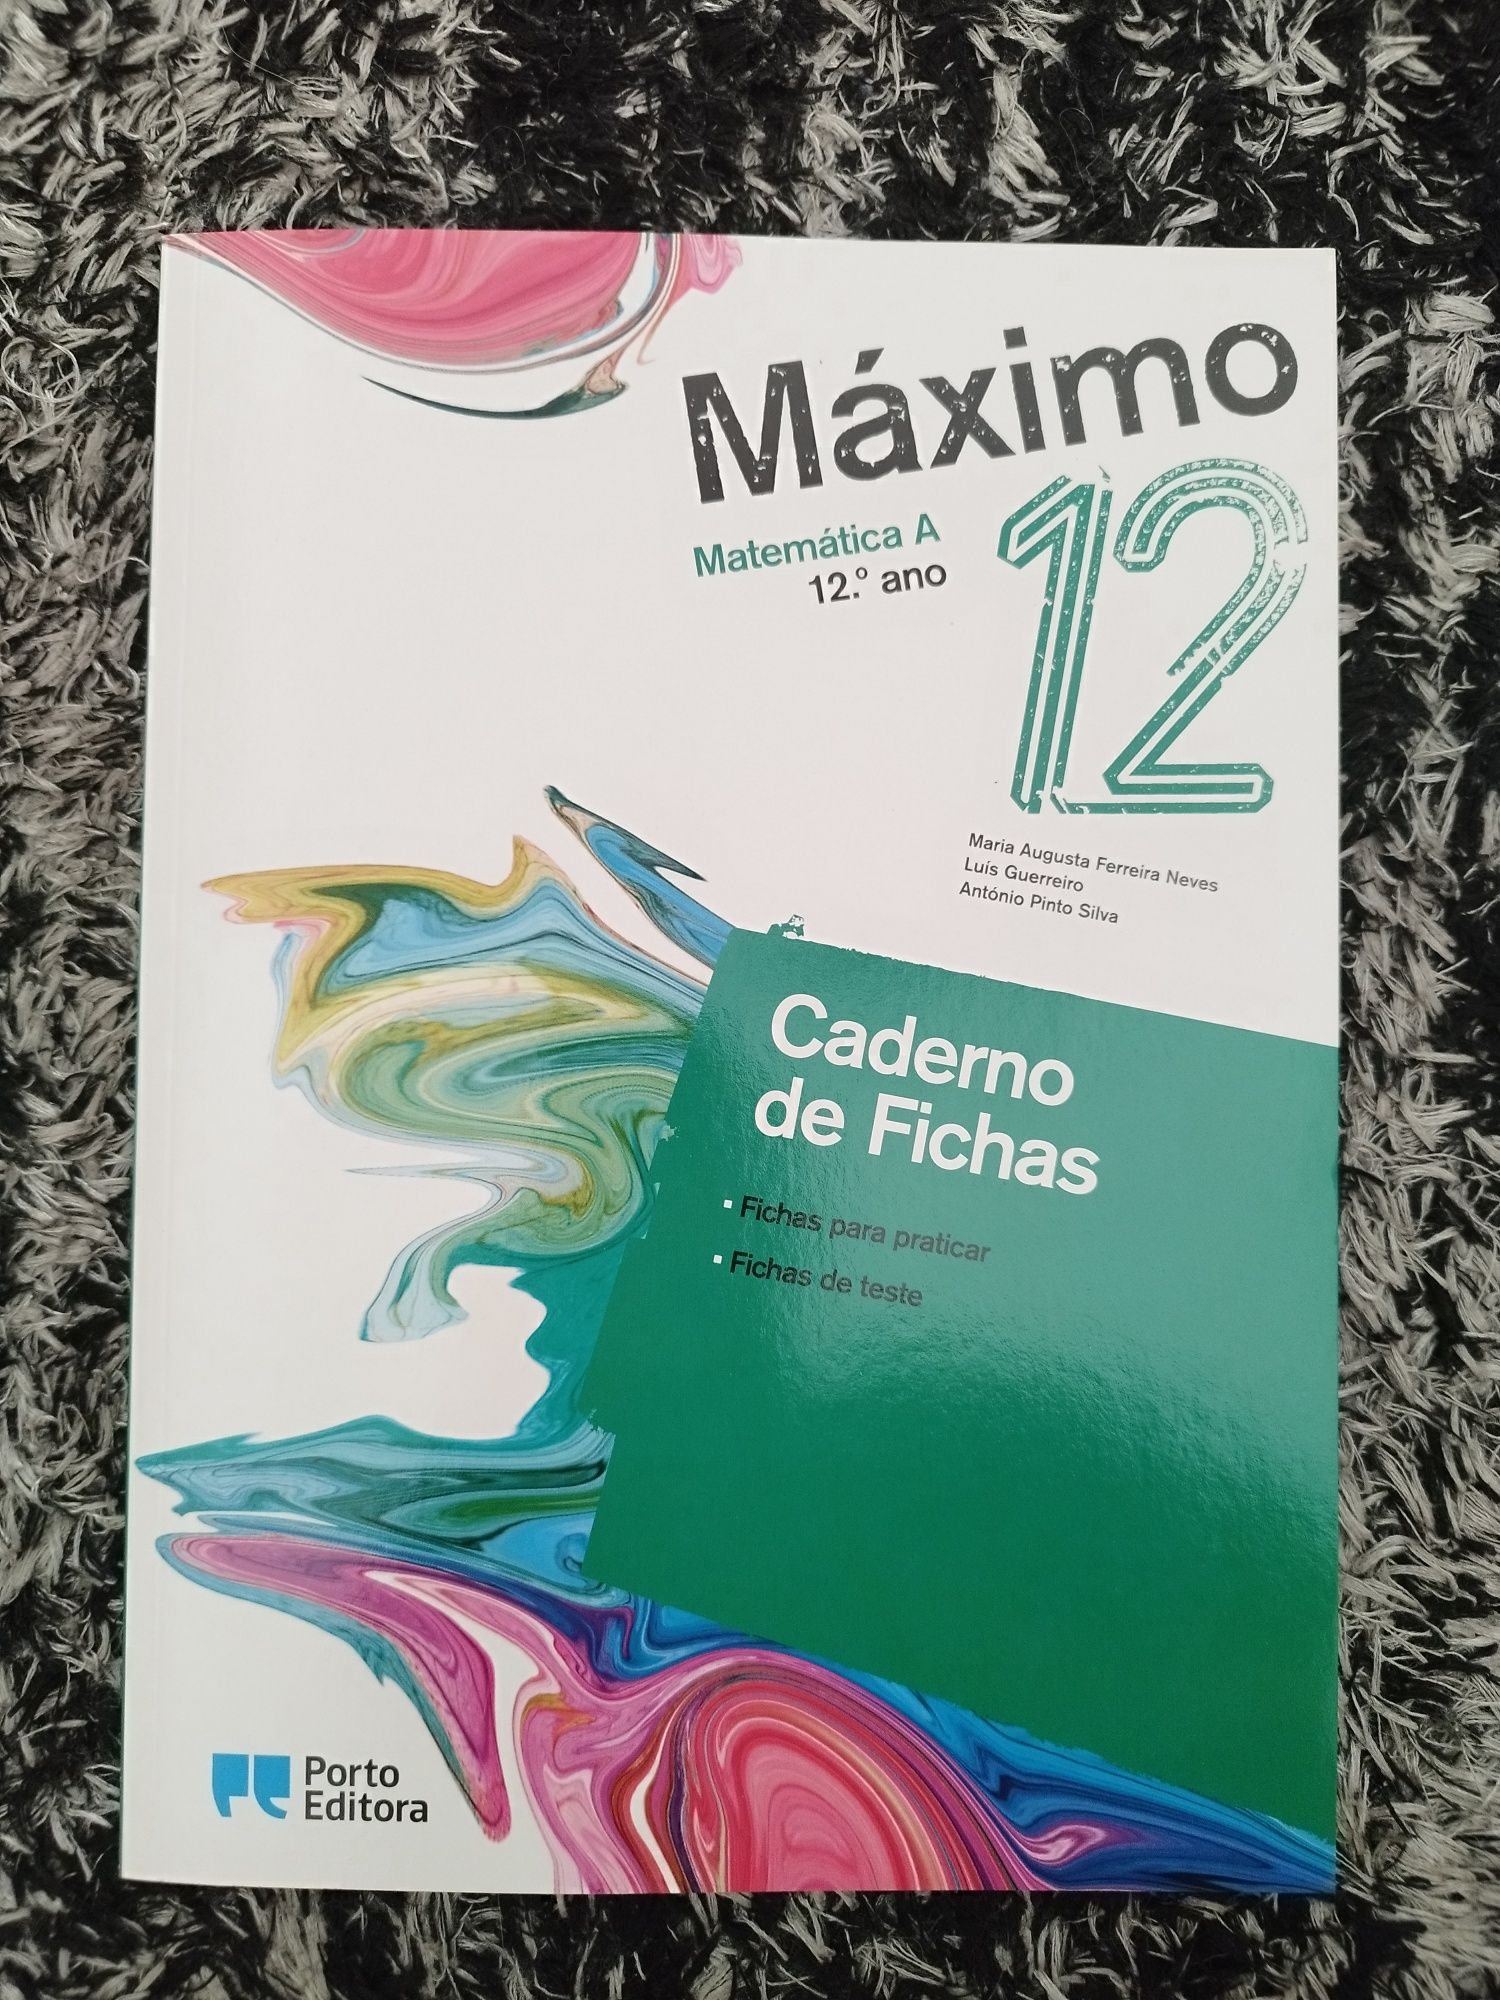 Máximo
12
Matemática A
12.º ano
Maria Augusta Ferreira Neves
Luís Guerreiro
António Pinto Silva
Caderno
de Fichas
▪ Fichas para praticar
▪ Fichas de teste
Porto
Editora